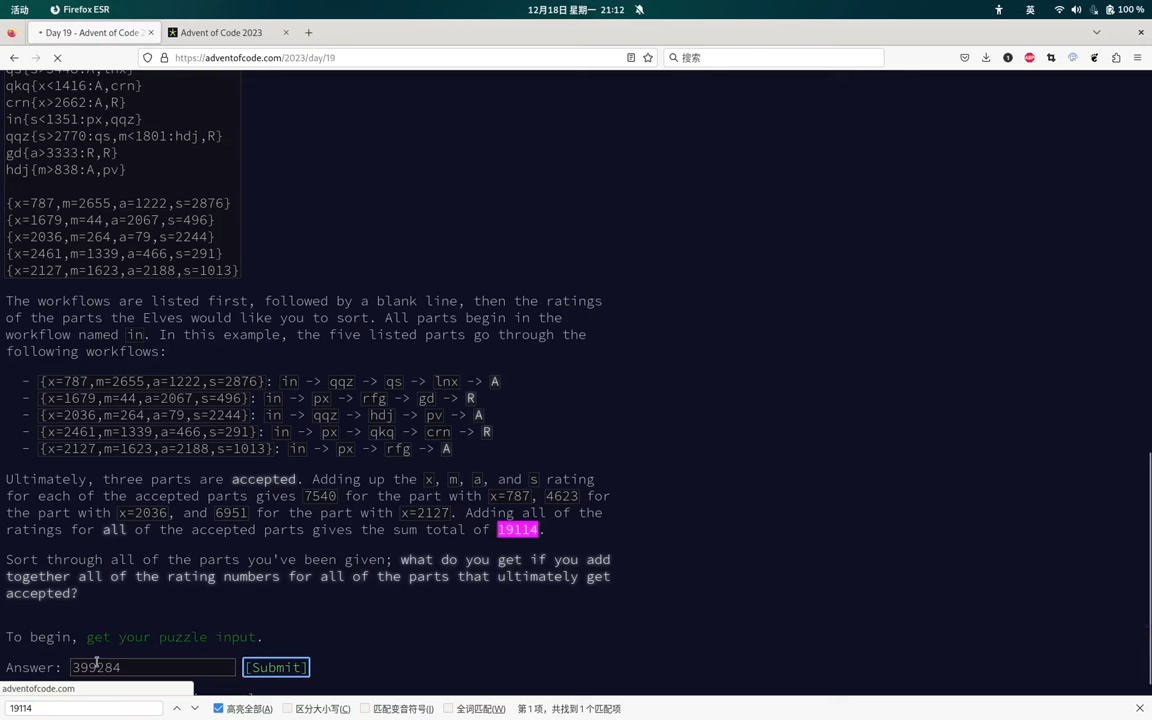 活动 Firefox ESR 12月18日 星期一 21:12 英 100 %
Day 19 - Advent of Code 2 Advent of Code 2023
https://adventofcode.com/2023/day/19 搜索
qkq{x<1416:A,crn}
crn{x>2662:A,R}
in{s<1351:px,qqz}
qqz{s>2770:qs,m<1801:hdj,R}
gd{a>3333:R,R}
hdj{m>838:A,pv}
{x=787,m=2655,a=1222,s=2876}
{x=1679,m=44,a=2067,s=496}
{x=2036,m=264,a=79,s=2244}
{x=2461,m=1339,a=466,s=291}
{x=2127,m=1623,a=2188,s=1013}
The workflows are listed first, followed by a blank line, then the ratings
of the parts the Elves would like you to sort. All parts begin in the
workflow named in. In this example, the five listed parts go through the
following workflows:
- {x=787,m=2655,a=1222,s=2876}: in -> qqz -> qs -> lnx -> A
- {x=1679,m=44,a=2067,s=496}: in -> px -> rfg -> gd -> R
- {x=2036,m=264,a=79,s=2244}: in -> qqz -> hdj -> pv -> A
- {x=2461,m=1339,a=466,s=291}: in -> px -> qkq -> crn -> R
- {x=2127,m=1623,a=2188,s=1013}: in -> px -> rfg -> A
Ultimately, three parts are accepted. Adding up the x, m, a, and s rating
for each of the accepted parts gives 7540 for the part with x=787, 4623 for
the part with x=2036, and 6951 for the part with x=2127. Adding all of the
ratings for all of the accepted parts gives the sum total of 19114.
Sort through all of the parts you've been given; what do you get if you add
together all of the rating numbers for all of the parts that ultimately get
accepted?
To begin, get your puzzle input.
Answer: 399284 [Submit]
adventofcode.com
19114 高亮全部(A) 区分大小写(C) 匹配变音符号(I) 全词匹配(W) 第1项，共找到1个匹配项